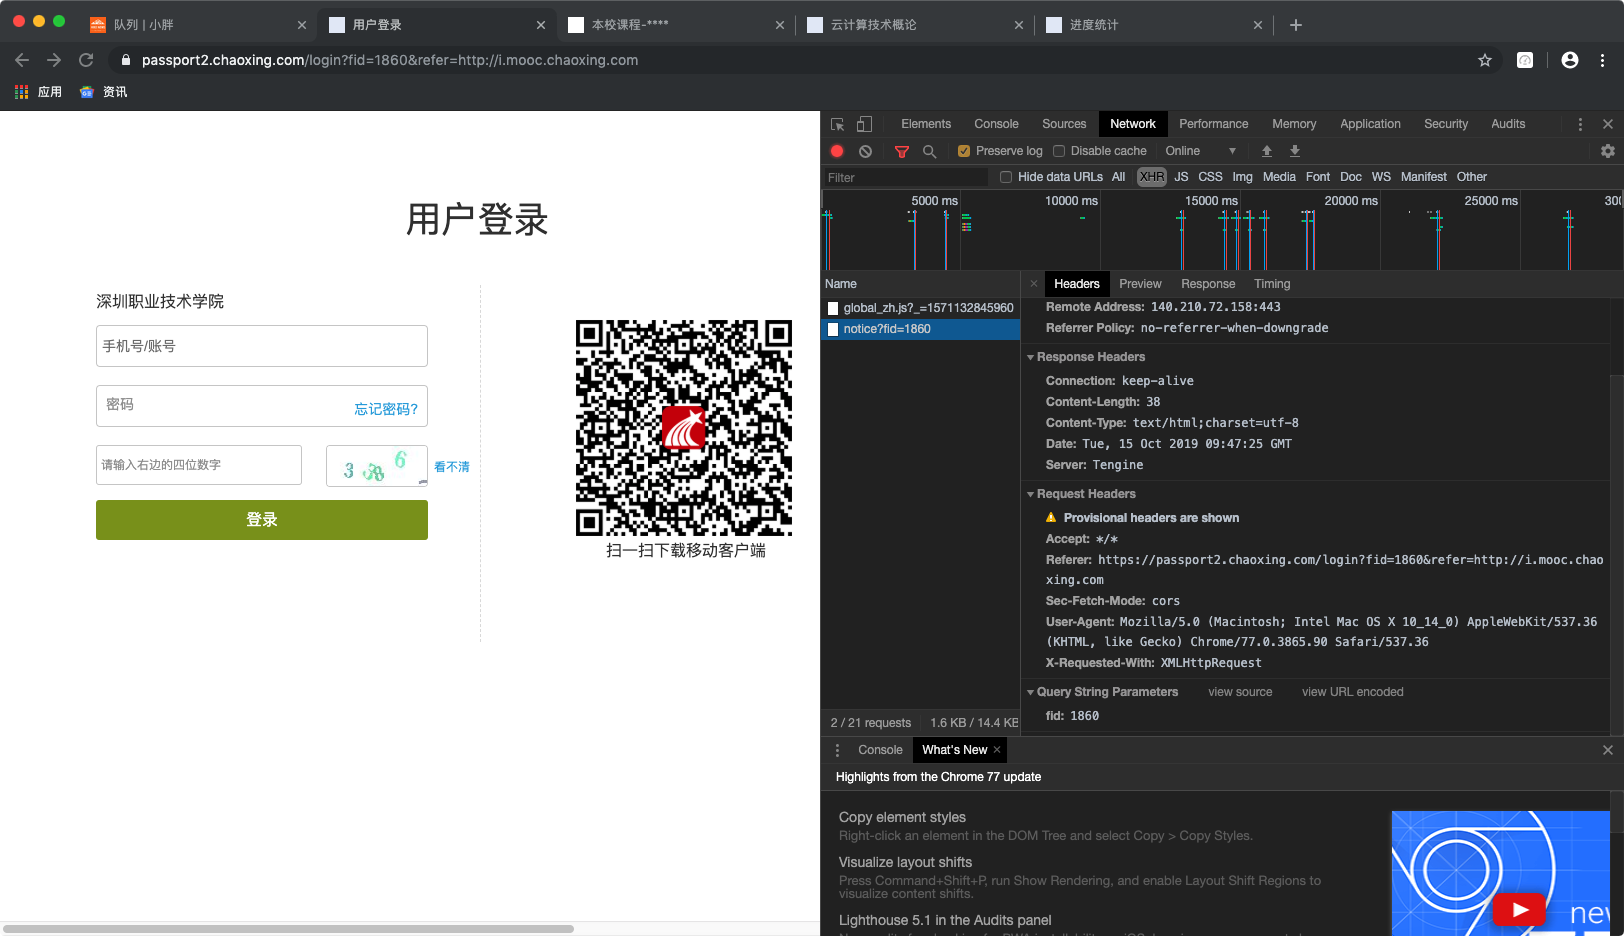 队列 | 小胖
用户登录
本校课程-****
云计算技术概论
进度统计
passport2.chaoxing.com/login?fid=1860&refer=http://i.mooc.chaoxing.com
应用
资讯
用户登录
深圳职业技术学院
手机号/账号
密码
忘记密码?
请输入右边的四位数字
3 5 8 6
看不清
登录
扫一扫下载移动客户端
Elements Console Sources Network Performance Memory Application Security Audits
Preserve log Disable cache Online
Filter Hide data URLs All XHR JS CSS Img Media Font Doc WS Manifest Other
5000 ms 10000 ms 15000 ms 20000 ms 25000 ms 300
Name
global_zh.js?_=1571132845960
notice?fid=1860
2 / 21 requests 1.6 KB / 14.4 KB
Headers Preview Response Timing
Remote Address: 140.210.72.158:443
Referrer Policy: no-referrer-when-downgrade
Response Headers
Connection: keep-alive
Content-Length: 38
Content-Type: text/html;charset=utf-8
Date: Tue, 15 Oct 2019 09:47:25 GMT
Server: Tengine
Request Headers
Provisional headers are shown
Accept: */*
Referer: https://passport2.chaoxing.com/login?fid=1860&refer=http://i.mooc.chao
xing.com
Sec-Fetch-Mode: cors
User-Agent: Mozilla/5.0 (Macintosh; Intel Mac OS X 10_14_0) AppleWebKit/537.36
(KHTML, like Gecko) Chrome/77.0.3865.90 Safari/537.36
X-Requested-With: XMLHttpRequest
Query String Parameters view source view URL encoded
fid: 1860
Console What's New
Highlights from the Chrome 77 update
Copy element styles
Right-click an element in the DOM Tree and select Copy > Copy Styles.
Visualize layout shifts
Press Command+Shift+P, run Show Rendering, and enable Layout Shift Regions to
visualize content shifts.
Lighthouse 5.1 in the Audits panel
new